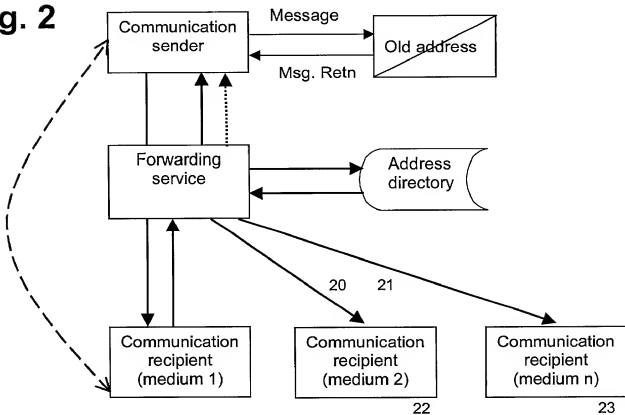 g. 2
Communication
sender
Message
Msg. Retn
Old address
Forwarding
service
Address
directory
20
21
Communication
recipient
(medium 1)
Communication
recipient
(medium 2)
Communication
recipient
(medium n)
22
23